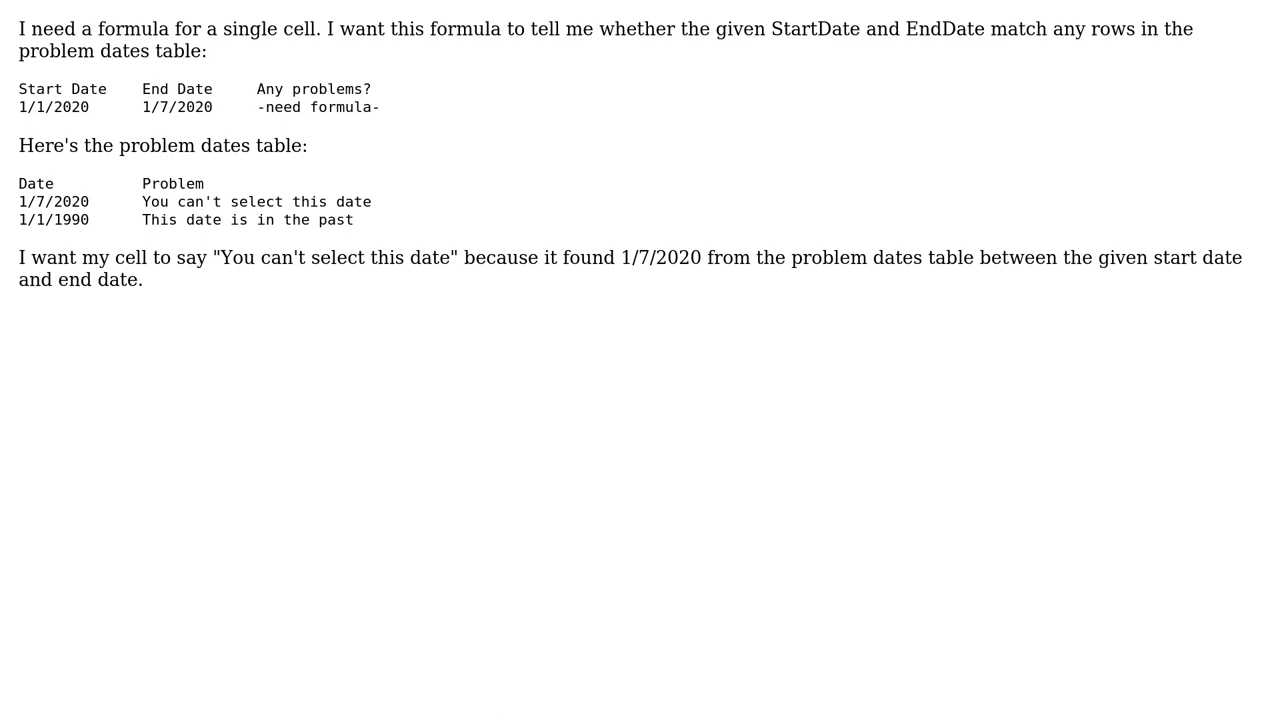 I need a formula for a single cell. I want this formula to tell me whether the given StartDate and EndDate match any rows in the
problem dates table:
Start Date    End Date     Any problems?
1/1/2020      1/7/2020     -need formula-
Here's the problem dates table:
Date          Problem
1/7/2020      You can't select this date
1/1/1990      This date is in the past
I want my cell to say "You can't select this date" because it found 1/7/2020 from the problem dates table between the given start date
and end date.